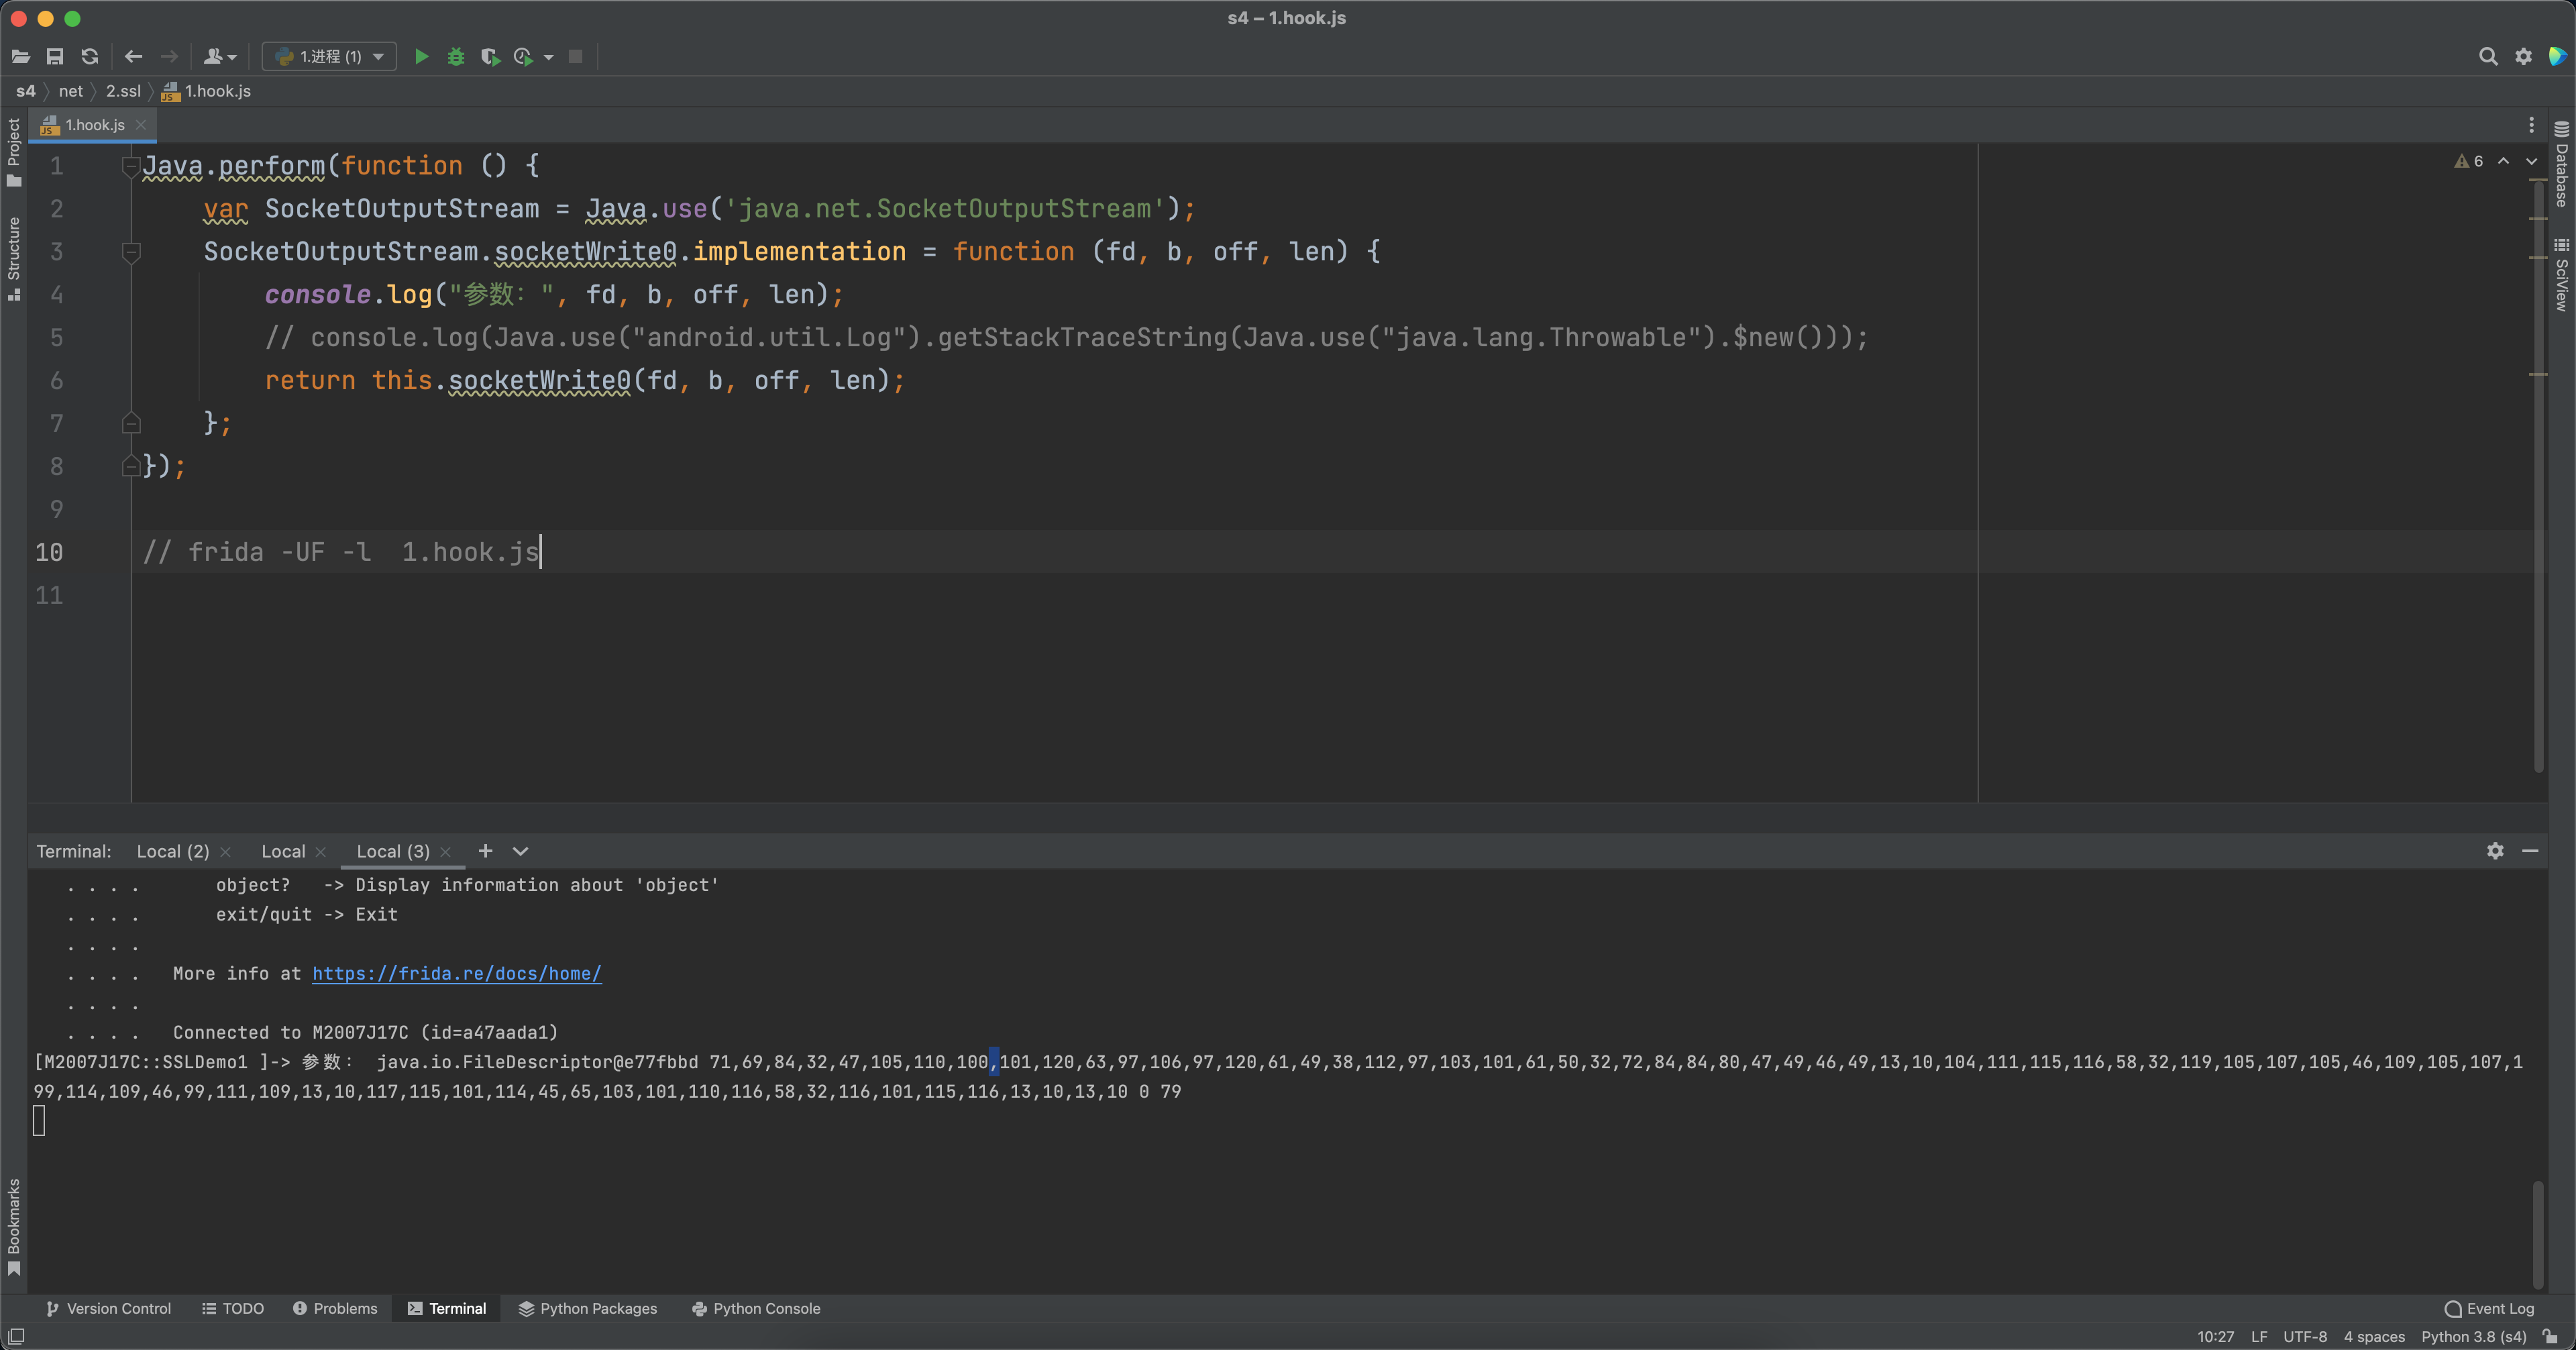 s4 – 1.hook.js
1.进程 (1)
s4 net 2.ssl 1.hook.js
1.hook.js
Project
Structure
Bookmarks
Database
SciView
6
1 Java.perform(function () {
2 var SocketOutputStream = Java.use('java.net.SocketOutputStream');
3 SocketOutputStream.socketWrite0.implementation = function (fd, b, off, len) {
4 console.log("参数：", fd, b, off, len);
5 // console.log(Java.use("android.util.Log").getStackTraceString(Java.use("java.lang.Throwable").$new()));
6 return this.socketWrite0(fd, b, off, len);
7 };
8 });
9
10 // frida -UF -l  1.hook.js
11
Terminal: Local (2) Local Local (3)
. . . . object? -> Display information about 'object'
. . . . exit/quit -> Exit
. . . .
. . . . More info at https://frida.re/docs/home/
. . . .
. . . . Connected to M2007J17C (id=a47aada1)
[M2007J17C::SSLDemo1 ]-> 参数： java.io.FileDescriptor@e77fbbd 71,69,84,32,47,105,110,100,101,120,63,97,106,97,120,61,49,38,112,97,103,101,61,50,32,72,84,84,80,47,49,46,49,13,10,104,111,115,116,58,32,119,105,107,105,46,109,105,107,1
99,114,109,46,99,111,109,13,10,117,115,101,114,45,65,103,101,110,116,58,32,116,101,115,116,13,10,13,10 0 79
Version Control TODO Problems Terminal Python Packages Python Console Event Log
10:27 LF UTF-8 4 spaces Python 3.8 (s4)